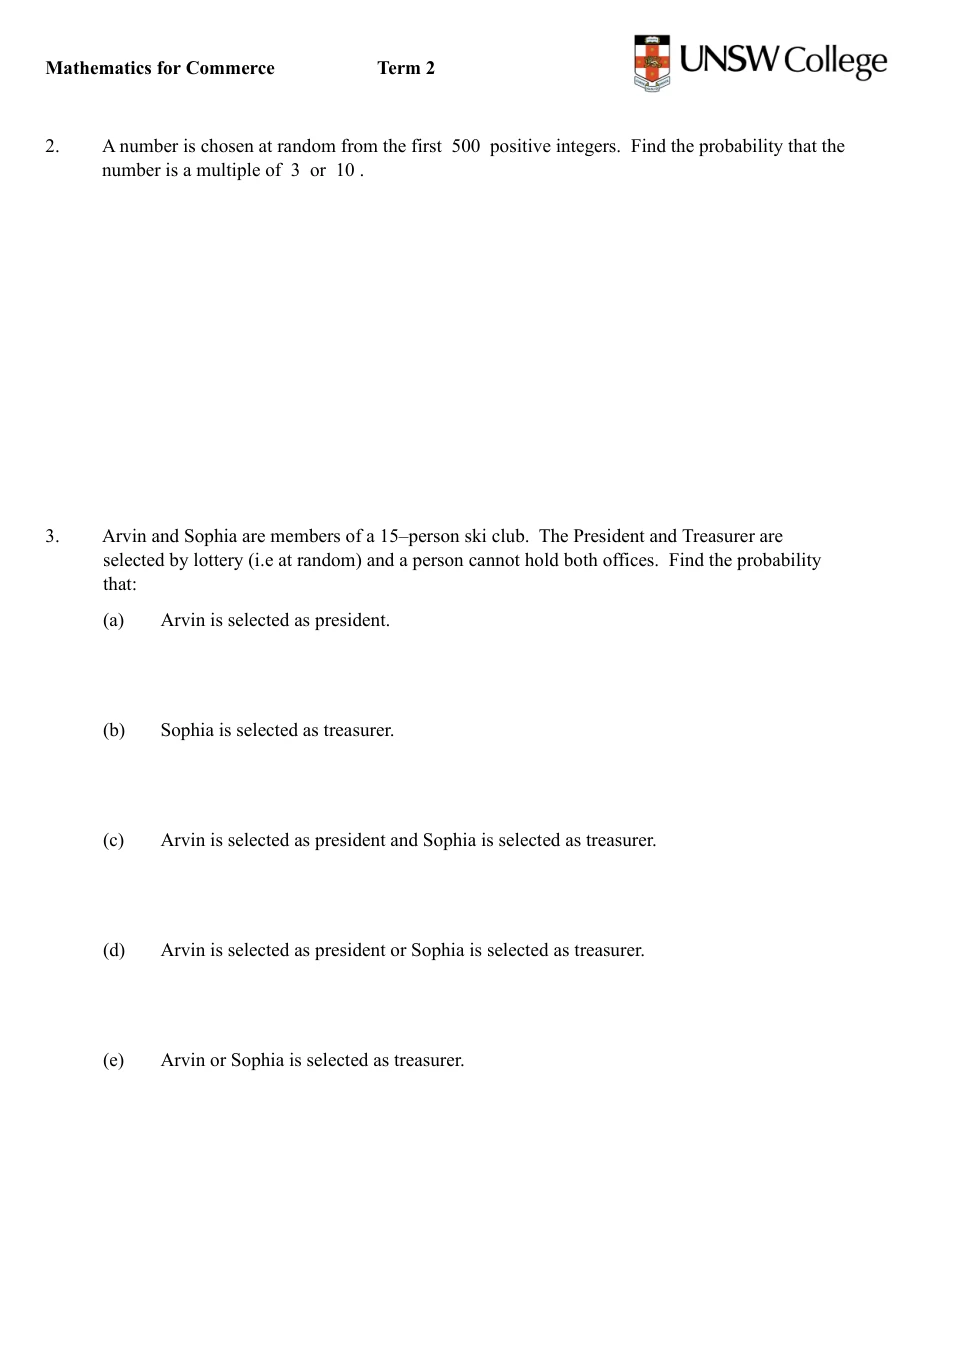 Mathematics for Commerce Term 2
UNSW College
2. A number is chosen at random from the first 500 positive integers. Find the probability that the
number is a multiple of 3 or 10 .
3. Arvin and Sophia are members of a 15–person ski club. The President and Treasurer are
selected by lottery (i.e at random) and a person cannot hold both offices. Find the probability
that:
(a) Arvin is selected as president.
(b) Sophia is selected as treasurer.
(c) Arvin is selected as president and Sophia is selected as treasurer.
(d) Arvin is selected as president or Sophia is selected as treasurer.
(e) Arvin or Sophia is selected as treasurer.